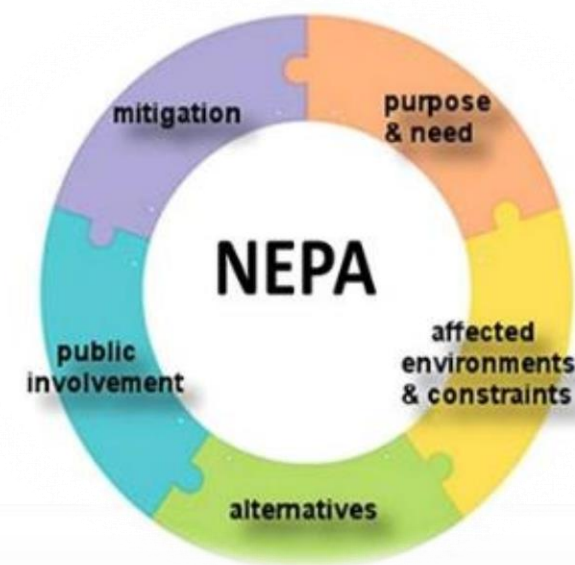 mitigation
purpose
& need
NEPA
affected
environments
& constraints
public
involvement
alternatives